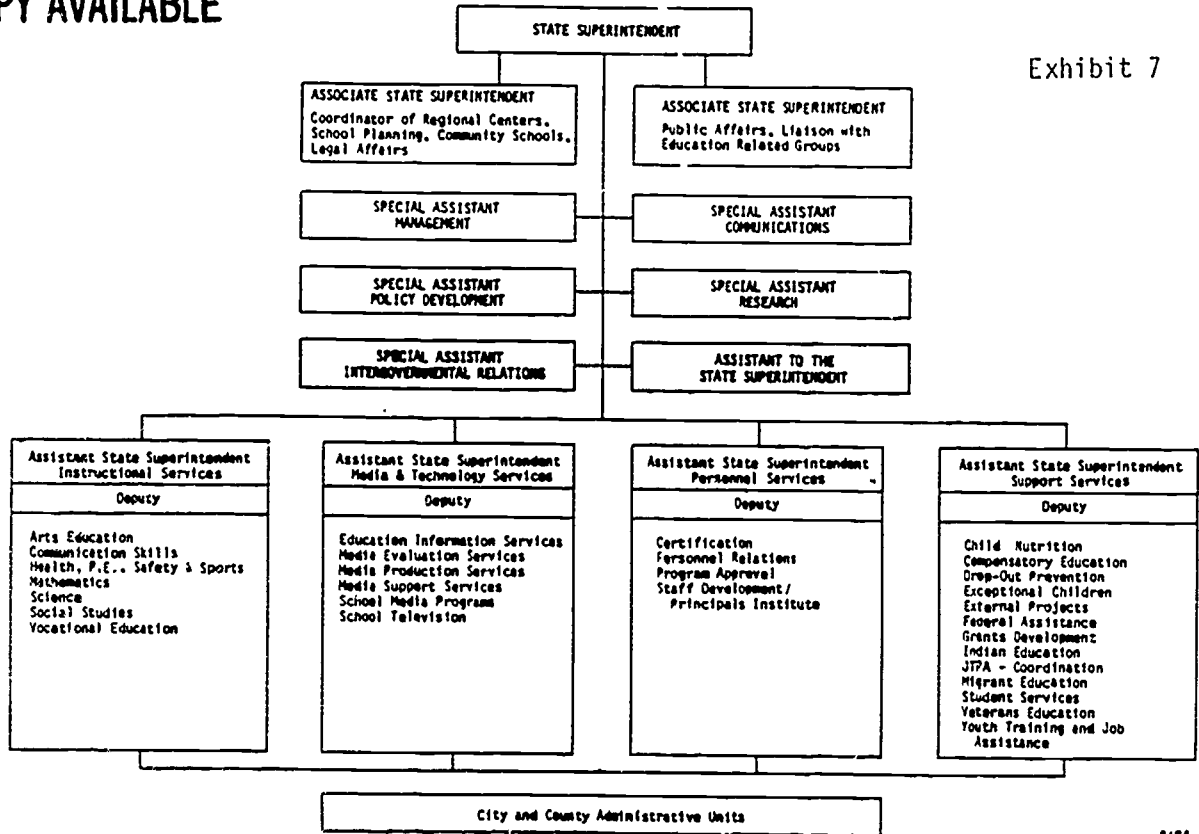 PY AVAILABLE
Exhibit 7
STATE SUPERINTENDENT
ASSOCIATE STATE SUPERINTENDENT
Coordinator of Regional Centers,
School Planning, Community Schools,
Legal Affairs
ASSOCIATE STATE SUPERINTENDENT
Public Affairs, Liaison with
Education Related Groups
SPECIAL ASSISTANT
MANAGEMENT
SPECIAL ASSISTANT
COMMUNICATIONS
SPECIAL ASSISTANT
POLICY DEVELOPMENT
SPECIAL ASSISTANT
RESEARCH
SPECIAL ASSISTANT
INTERGOVERNMENTAL RELATIONS
ASSISTANT TO THE
STATE SUPERINTENDENT
Assistant State Superintendent
Instructional Services
Deputy
Arts Education
Communication Skills
Health, P.E., Safety & Sports
Mathematics
Science
Social Studies
Vocational Education
Assistant State Superintendent
Media & Technology Services
Deputy
Education Information Services
Media Evaluation Services
Media Production Services
Media Support Services
School Media Programs
School Television
Assistant State Superintendent
Personnel Services
Deputy
Certification
Personnel Relations
Program Approval
Staff Development/
Principals Institute
Assistant State Superintendent
Support Services
Deputy
Child Nutrition
Compensatory Education
Drop-Out Prevention
Exceptional Children
External Projects
Federal Assistance
Grants Development
Indian Education
JTPA - Coordination
Migrant Education
Student Services
Veterans Education
Youth Training and Job
Assistance
City and County Administrative Units